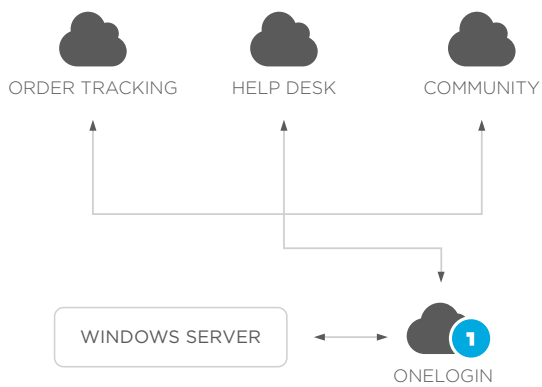 ORDER TRACKING
HELP DESK
COMMUNITY
WINDOWS SERVER
1
ONELOGIN